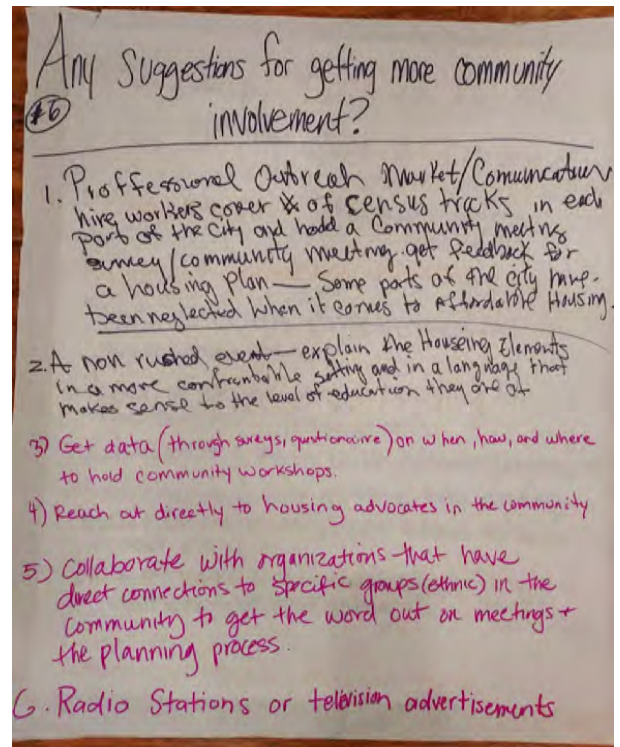 Any Suggestions for getting more community
#6
involvement?
1. Proffessional Outreach Market/Comuncation
hire workers cover % of census tracks in each
part of the City and hodd a Community meeting
survey/community meeting get feedback for
a housing plan — Some parts of the city have
been neglected when it comes to Affordable Housing.
2. A non rushed event — explain the Houseing Elements
in a more confrantable setting and in a language that
makes sense to the level of education they are at
3) Get data (through sureys, quntionaire) on when, how, and where
to hold community workshops.
4) Reach out directly to housing advocates in the community
5) Collaborate with organizations that have
direct connections to specific groups (ethnic) in the
community to get the word out on meetings +
the planning process.
6. Radio Stations or television advertisements